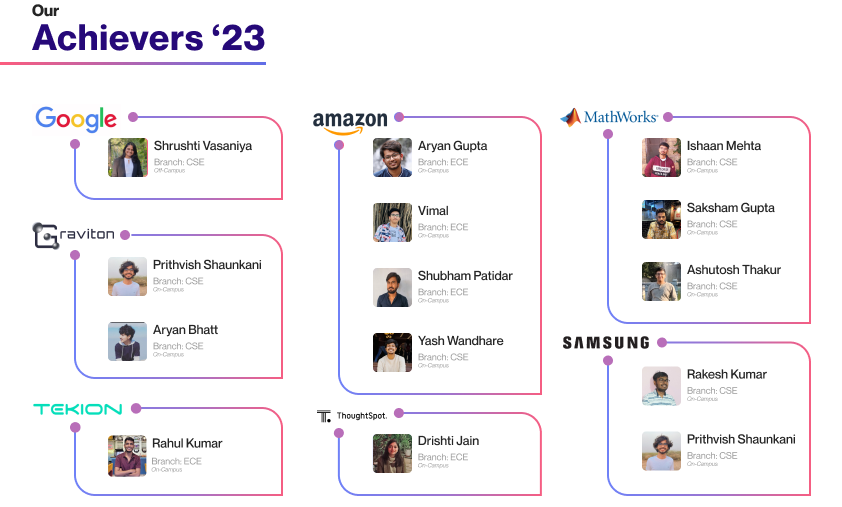 Our
Achievers ‘23
Google
Shrushti Vasaniya
Branch: CSE
Off-Campus
Graviton
Prithvish Shaunkani
Branch: CSE
On-Campus
Aryan Bhatt
Branch: CSE
On-Campus
TEKION
Rahul Kumar
Branch: ECE
On-Campus
amazon
Aryan Gupta
Branch: ECE
On-Campus
Vimal
Branch: ECE
On-Campus
Shubham Patidar
Branch: ECE
On-Campus
Yash Wandhare
Branch: CSE
On-Campus
T. ThoughtSpot.
Drishti Jain
Branch: ECE
On-Campus
MathWorks
Ishaan Mehta
Branch: CSE
On-Campus
Saksham Gupta
Branch: CSE
On-Campus
Ashutosh Thakur
Branch: CSE
On-Campus
SAMSUNG
Rakesh Kumar
Branch: CSE
On-Campus
Prithvish Shaunkani
Branch: CSE
On-Campus